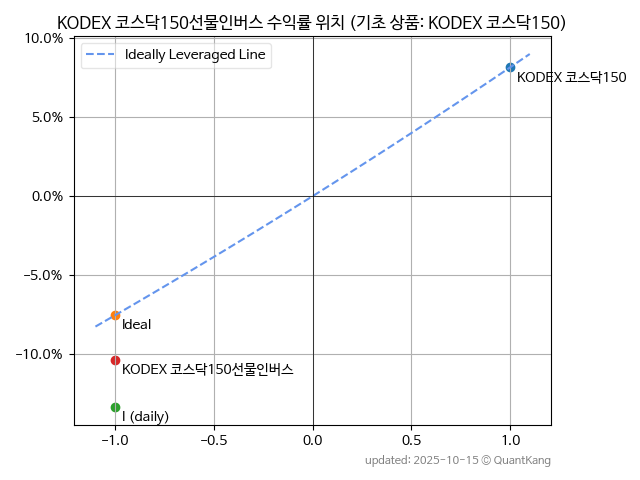 KODEX 코스닥150선물인버스 수익률 위치 (기초 상품: KODEX 코스닥150)
10.0%
Ideally Leveraged Line
KODEX 코스닥150
5.0%
0.0%
−5.0%
Ideal
−10.0%
KODEX 코스닥150선물인버스
I (daily)
−1.0 −0.5 0.0 0.5 1.0
updated: 2025-10-15 © QuantKang